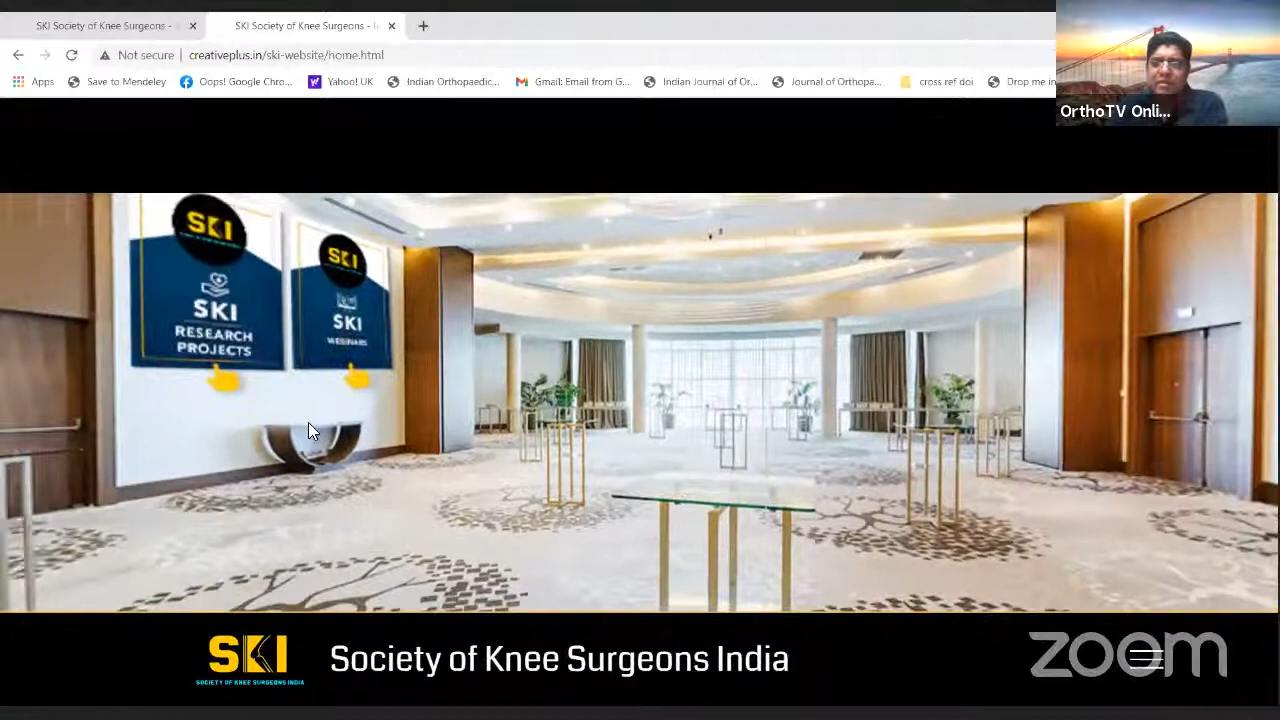 SKI Society of Knee Surgeons -
SKI Society of Knee Surgeons -
Not secure | creativeplus.in/ski-website/home.html
Apps Save to Mendeley Oops! Google Chro... Yahoo! UK Indian Orthopaedic... Gmail: Email from G... Indian Journal of Or... Journal of Orthopa... cross ref doi Drop me in
OrthoTV Onli...
SKI
SKI
RESEARCH
PROJECTS
SKI
SKI
WEBINARS
SKI
SOCIETY OF KNEE SURGEONS INDIA
Society of Knee Surgeons India
zoom